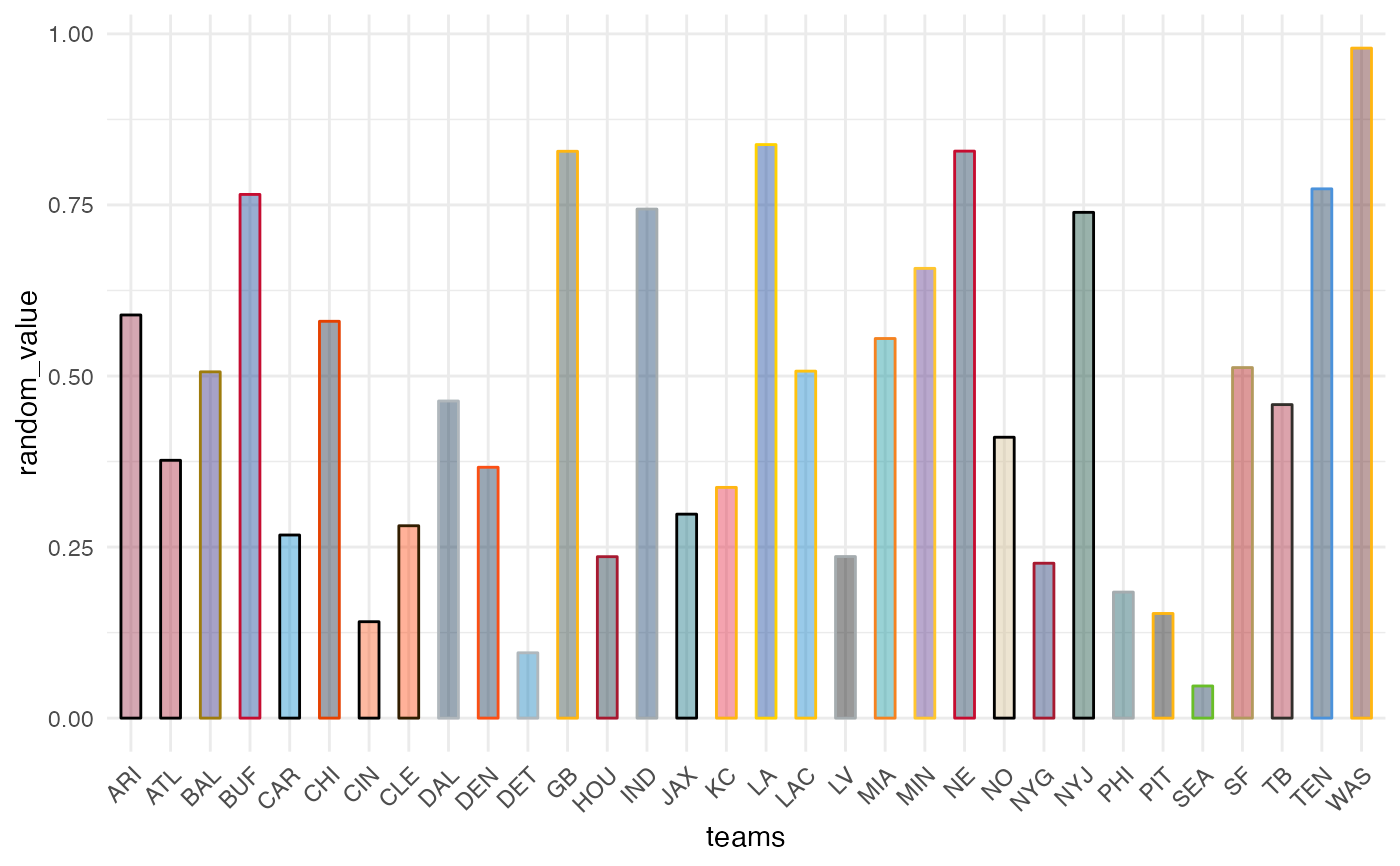 1.00
0.75
0.50
0.25
0.00
random_value
ARI ATL BAL BUF CAR CHI CIN CLE DAL DEN DET GB HOU IND JAX KC LA LAC LV MIA MIN NE NO NYG NYJ PHI PIT SEA SF TB TEN WAS
teams